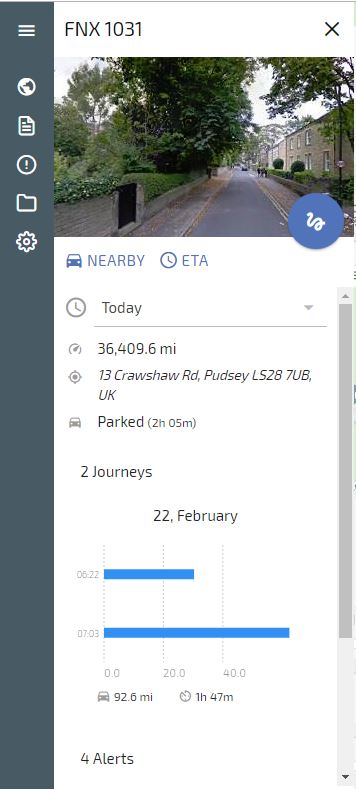 FNX 1031
NEARBY ETA
Today
36,409.6 mi
13 Crawshaw Rd, Pudsey LS28 7UB,
UK
Parked (2h 05m)
2 Journeys
22, February
06:22
07:03
0.0 20.0 40.0
92.6 mi 1h 47m
4 Alerts